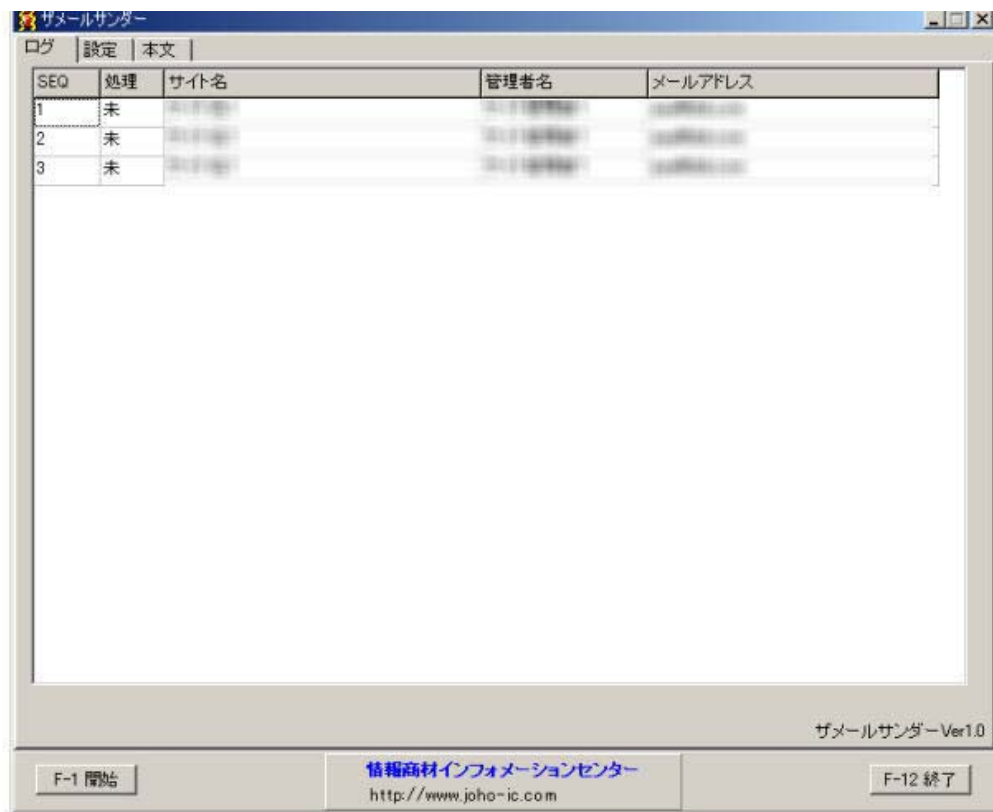 ザメールサンダー
ログ 設定 本文
SEQ 処理 サイト名 管理者名 メールアドレス
1 未
2 未
3 未
ザメールサンダーVer1.0
F-1 開始 情報商材インフォメーションセンター F-12 終了
http://www.joho-ic.com